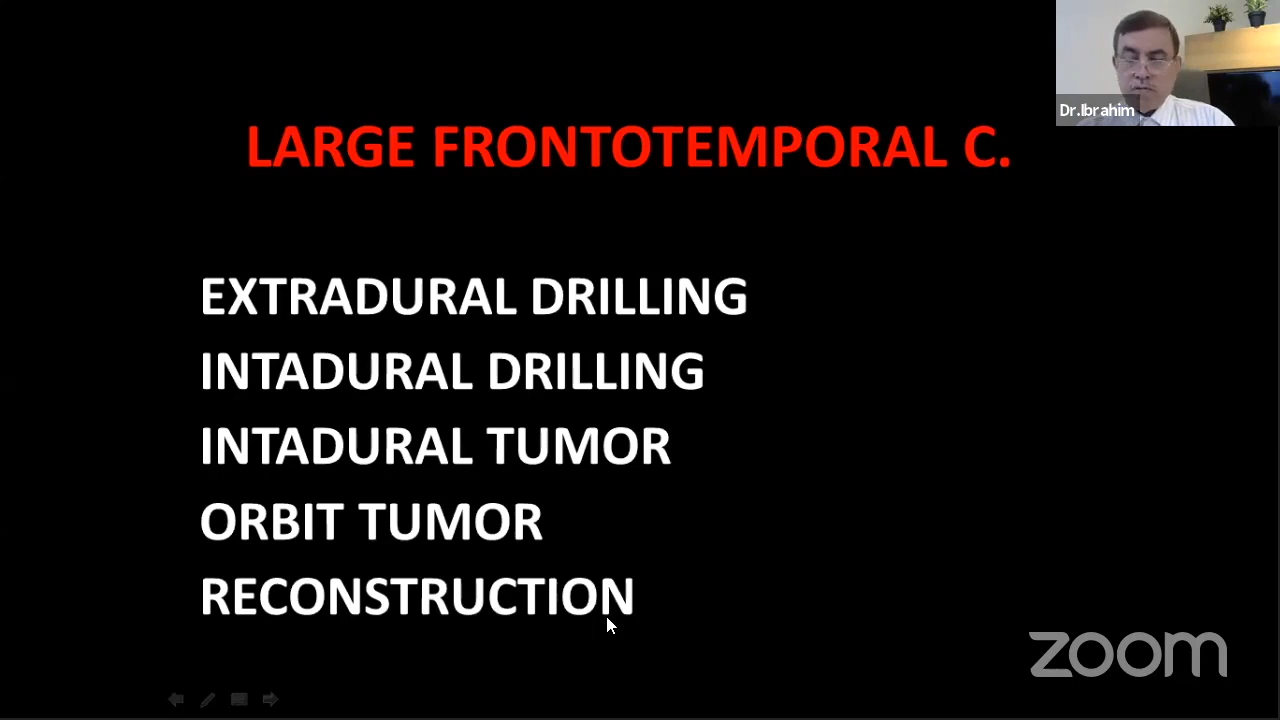 Dr.Ibrahim
LARGE FRONTOTEMPORAL C.
EXTRADURAL DRILLING
INTADURAL DRILLING
INTADURAL TUMOR
ORBIT TUMOR
RECONSTRUCTION
zoom